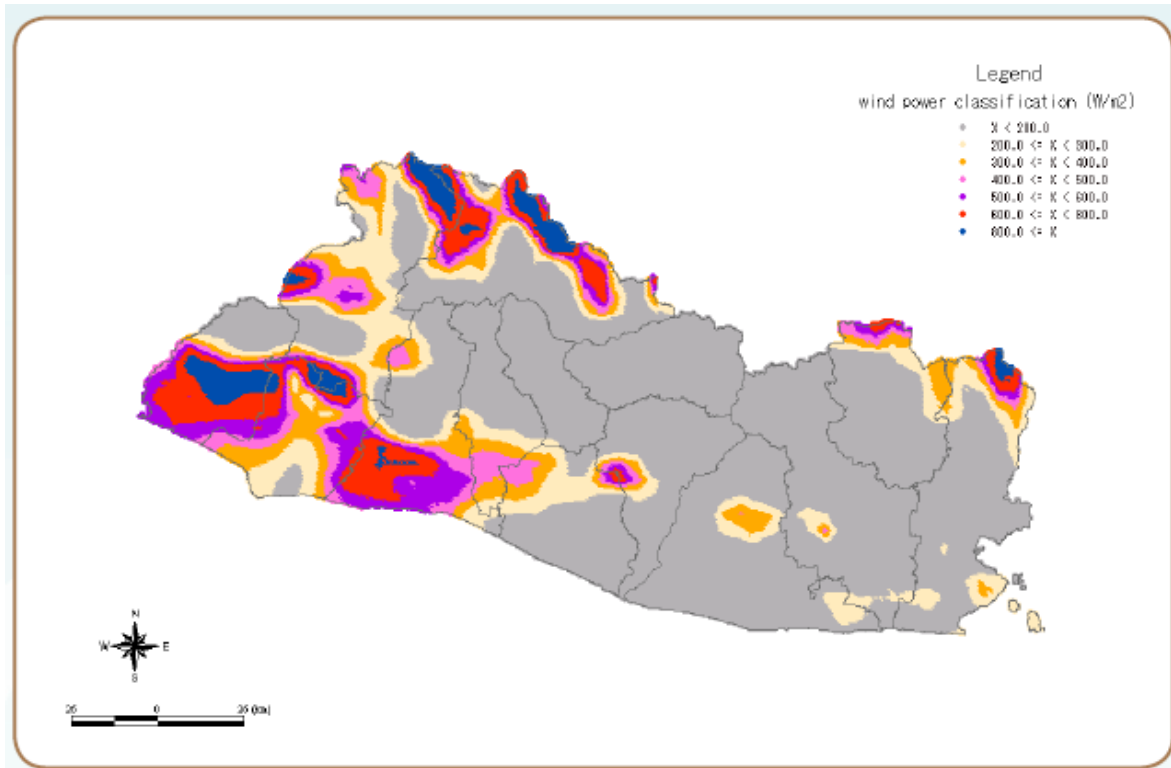 Legend
wind power classification (W/m2)
X < 200.0
200.0 <= X < 300.0
300.0 <= X < 400.0
400.0 <= X < 500.0
500.0 <= X < 600.0
600.0 <= X < 800.0
800.0 <= X
N
W E
S
25 0 25 (km)